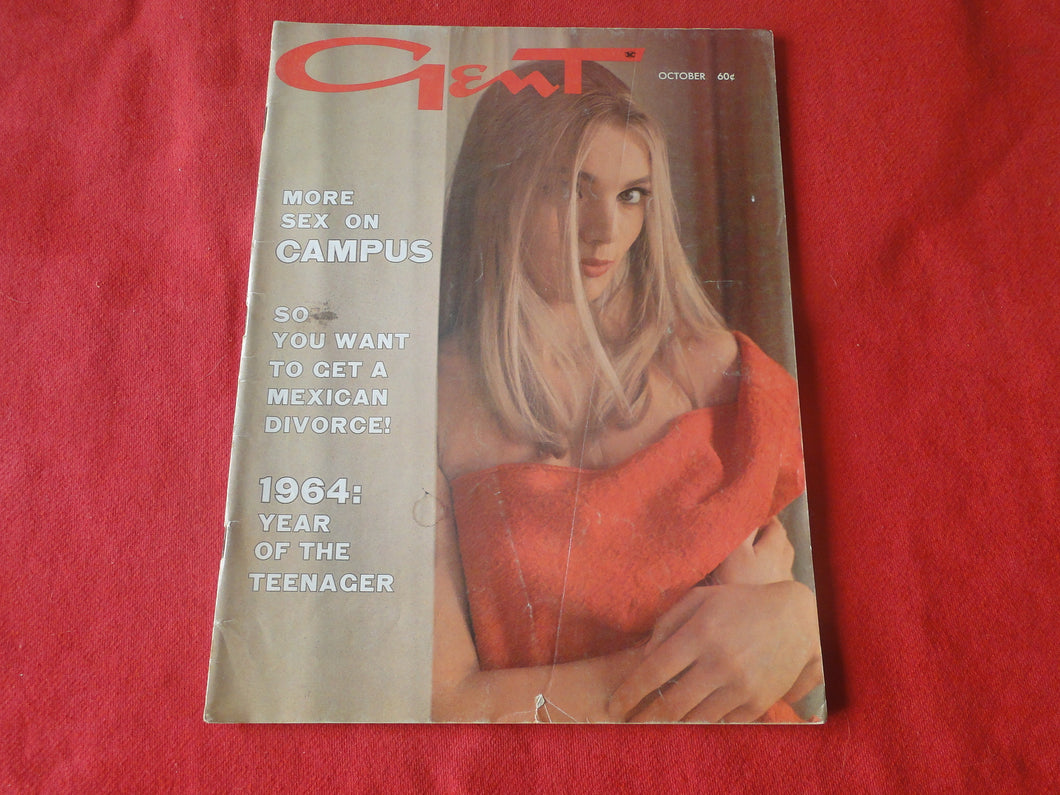 GENT
OCTOBER 60¢
MORE
SEX ON
CAMPUS
SO
YOU WANT
TO GET A
MEXICAN
DIVORCE!
1964:
YEAR
OF THE
TEENAGER